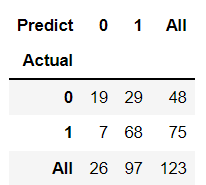 Predict 0 1 All
Actual
0 19 29 48
1 7 68 75
All 26 97 123